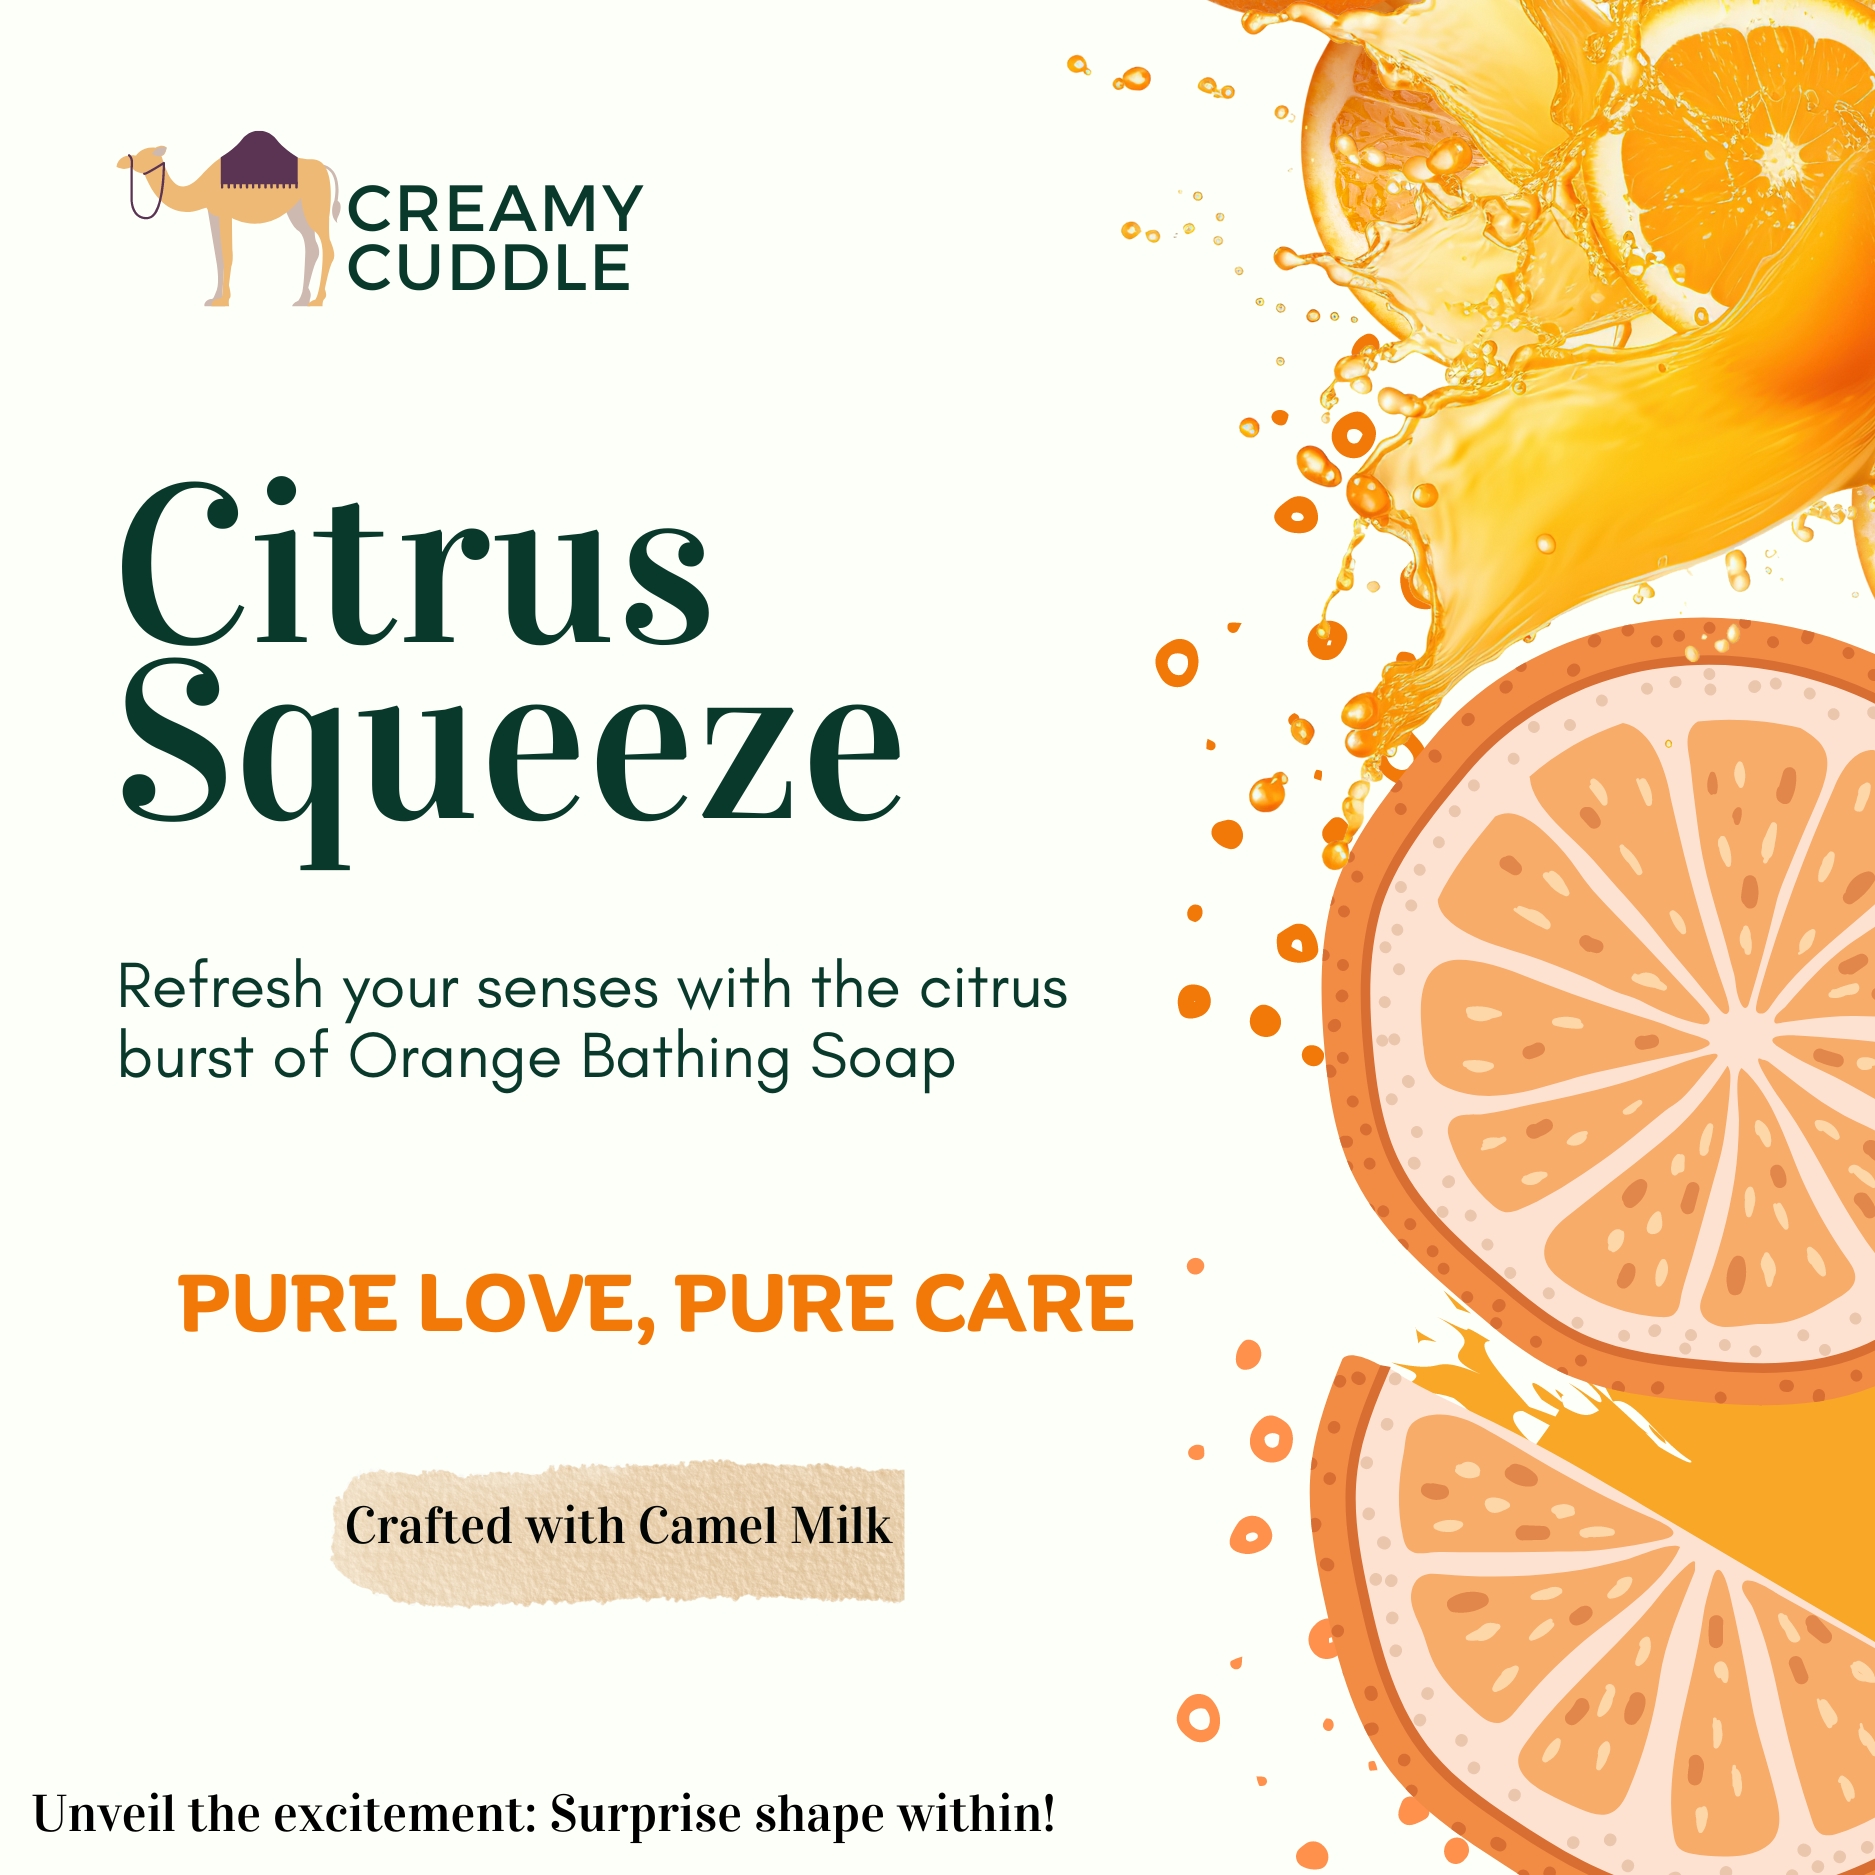 CREAMY
CUDDLE
Citrus
Squeeze
Refresh your senses with the citrus
burst of Orange Bathing Soap
PURE LOVE, PURE CARE
Crafted with Camel Milk
Unveil the excitement: Surprise shape within!